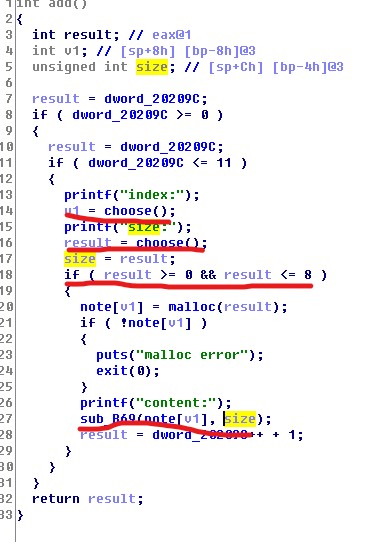 1 int add()
2 {
3 int result; // eax@1
4 int v1; // [sp+8h] [bp-8h]@3
5 unsigned int size; // [sp+Ch] [bp-4h]@3
6
7 result = dword_20209C;
8 if ( dword_20209C >= 0 )
9 {
10 result = dword_20209C;
11 if ( dword_20209C <= 11 )
12 {
13 printf("index:");
14 v1 = choose();
15 printf("size:");
16 result = choose();
17 size = result;
18 if ( result >= 0 && result <= 8 )
19 {
20 note[v1] = malloc(result);
21 if ( !note[v1] )
22 {
23 puts("malloc error");
24 exit(0);
25 }
26 printf("content:");
27 sub_B69(note[v1], size);
28 result = dword_20209C++ + 1;
29 }
30 }
31 }
32 return result;
33 }